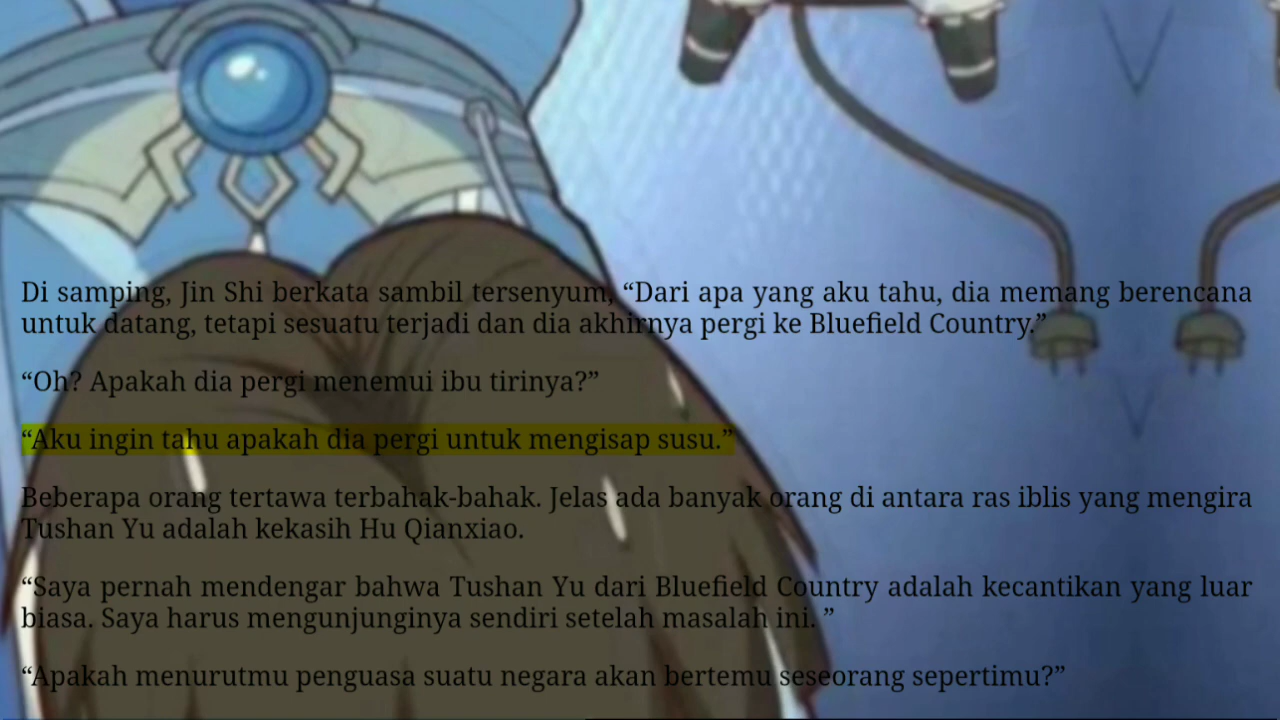 Di samping, Jin Shi berkata sambil tersenyum, “Dari apa yang aku tahu, dia memang berencana
untuk datang, tetapi sesuatu terjadi dan dia akhirnya pergi ke Bluefield Country.”
“Oh? Apakah dia pergi menemui ibu tirinya?”
“Aku ingin tahu apakah dia pergi untuk mengisap susu.”
Beberapa orang tertawa terbahak-bahak. Jelas ada banyak orang di antara ras iblis yang mengira
Tushan Yu adalah kekasih Hu Qianxiao.
“Saya pernah mendengar bahwa Tushan Yu dari Bluefield Country adalah kecantikan yang luar
biasa. Saya harus mengunjunginya sendiri setelah masalah ini. ”
“Apakah menurutmu penguasa suatu negara akan bertemu seseorang sepertimu?”